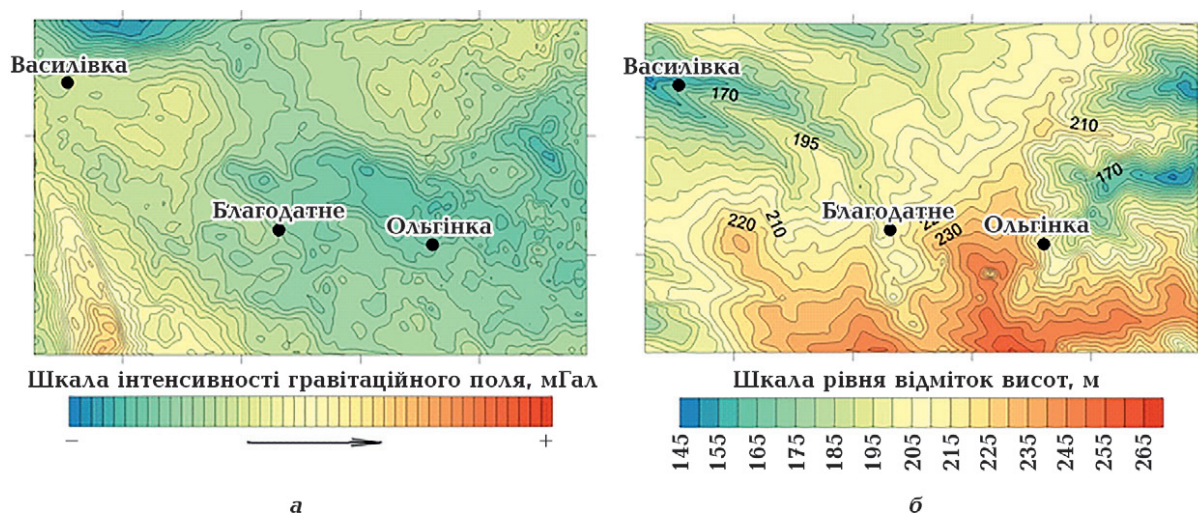 Василівка
Благодатне
Ольгінка
Шкала інтенсивності гравітаційного поля, мГал
− +
а
Василівка
170
195
210
170
Благодатне
Ольгінка
220
210
230
Шкала рівня відміток висот, м
145 155 165 175 185 195 205 215 225 235 245 255 265
б